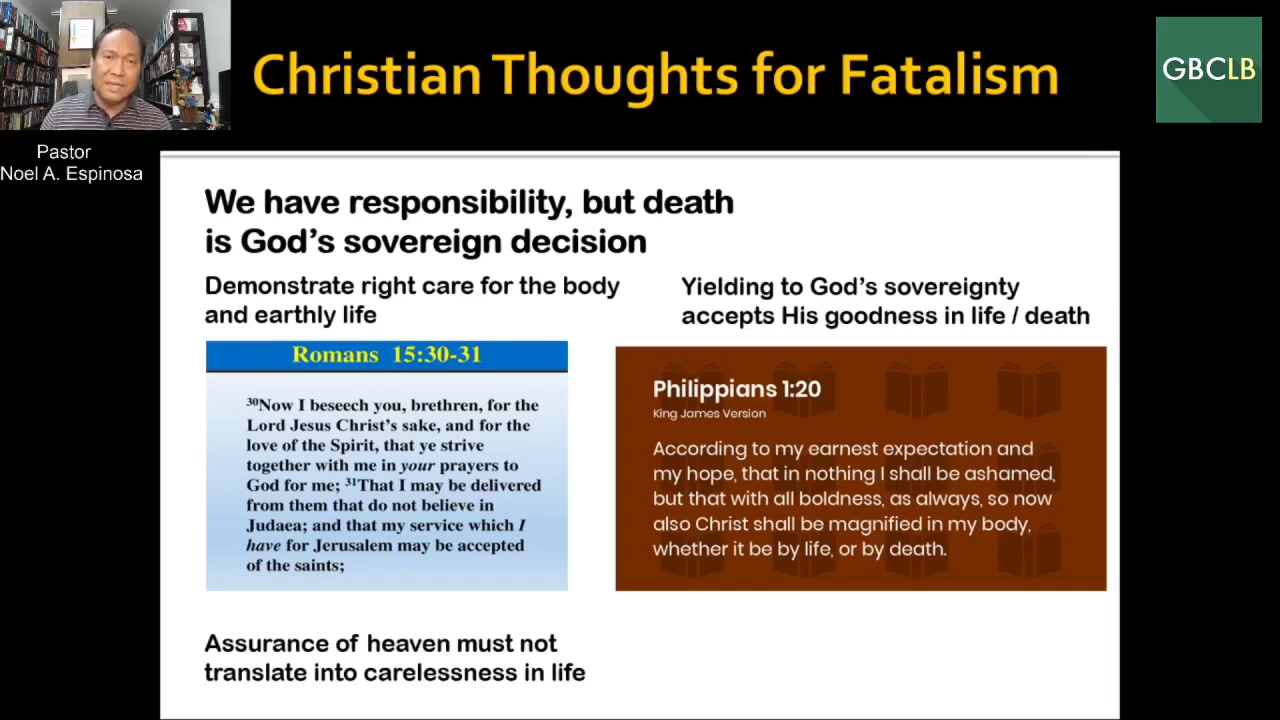 Christian Thoughts for Fatalism
GBCLB
Pastor
Noel A. Espinosa
We have responsibility, but death
is God's sovereign decision
Demonstrate right care for the body
and earthly life
Romans 15:30-31
³⁰Now I beseech you, brethren, for the
Lord Jesus Christ's sake, and for the
love of the Spirit, that ye strive
together with me in your prayers to
God for me; ³¹That I may be delivered
from them that do not believe in
Judaea; and that my service which I
have for Jerusalem may be accepted
of the saints;
Yielding to God's sovereignty
accepts His goodness in life / death
Philippians 1:20
King James Version
According to my earnest expectation and
my hope, that in nothing I shall be ashamed,
but that with all boldness, as always, so now
also Christ shall be magnified in my body,
whether it be by life, or by death.
Assurance of heaven must not
translate into carelessness in life